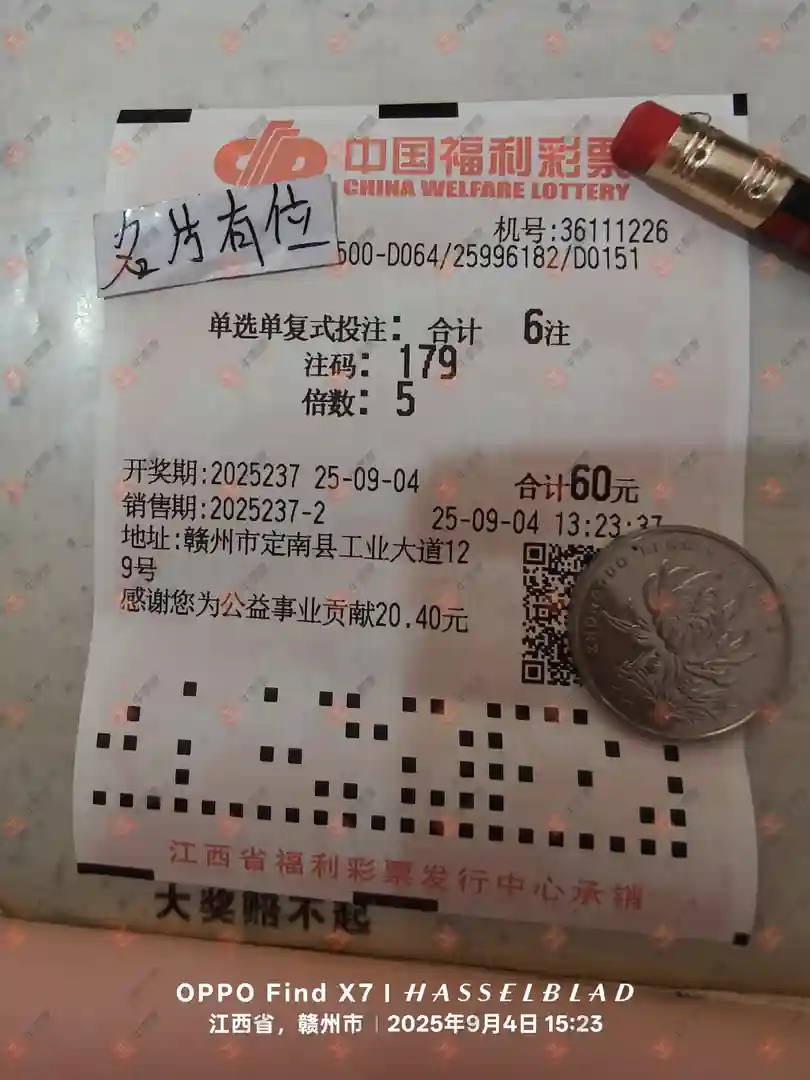 中国福利彩票
CHINA WELFARE LOTTERY
名片有位
机号:36111226
500-D064/25996182/D0151
单选单复式投注: 合计 6注
注码: 179
倍数: 5
开奖期:2025237 25-09-04 合计60元
销售期:2025237-2 25-09-04 13:23:37
地址:赣州市定南县工业大道12
9号
感谢您为公益事业贡献20.40元
江西省福利彩票发行中心承销
大奖赔不起
OPPO Find X7 | HASSELBLAD
江西省，赣州市 | 2025年9月4日 15:23